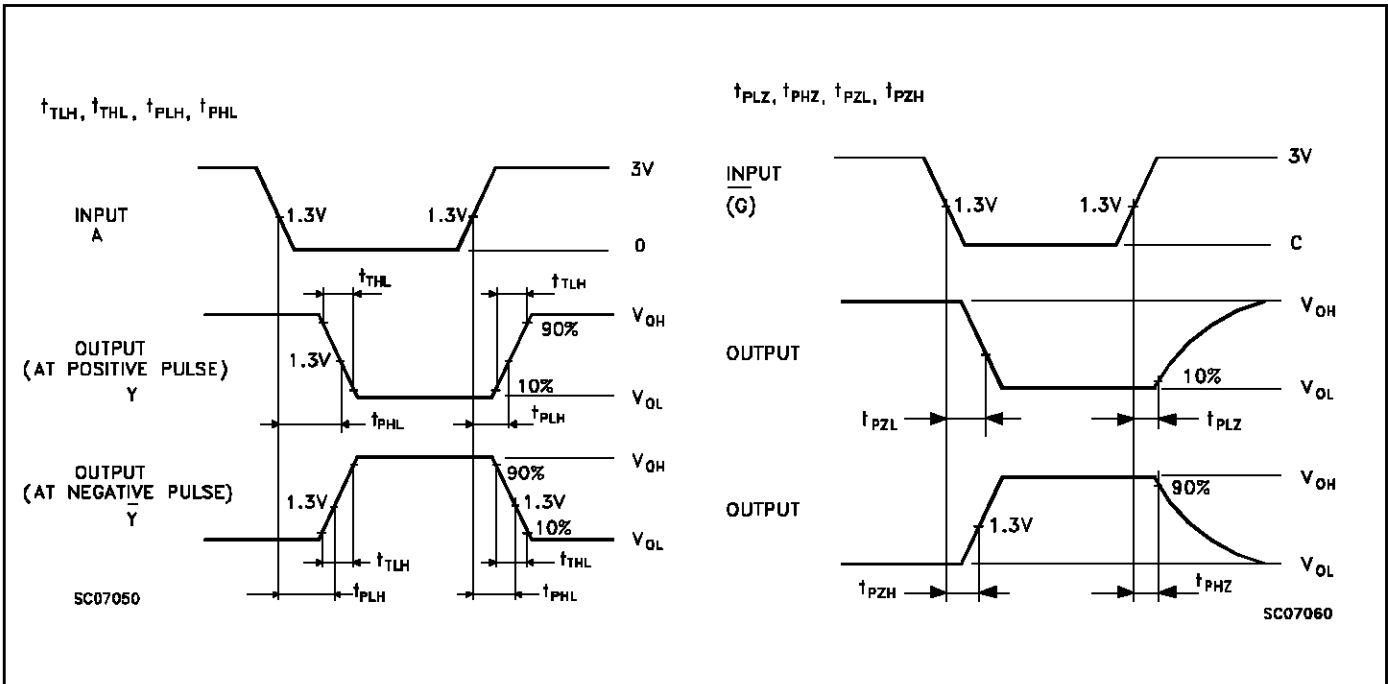 tTLH, tTHL, tPLH, tPHL
3V
INPUT
A
1.3V
1.3V
0
tTHL
tTLH
VOH
90%
OUTPUT
(AT POSITIVE PULSE)
Y
1.3V
10%
VOL
tPHL
tPLH
VOH
OUTPUT
(AT NEGATIVE PULSE)
Y̅
90%
1.3V
1.3V
10%
VOL
tTLH
tTHL
tPLH
tPHL
SC07050
tPLZ, tPHZ, tPZL, tPZH
3V
INPUT
(G̅)
1.3V
1.3V
C
VOH
OUTPUT
10%
VOL
tPZL
tPLZ
VOH
90%
OUTPUT
1.3V
VOL
tPZH
tPHZ
SC07060